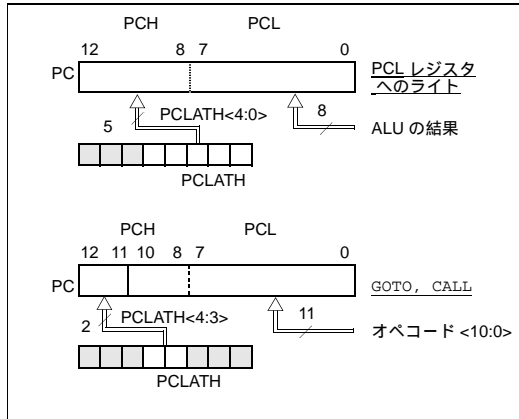 PCH PCL
12 8 7 0
PC
PCL レジスタ
へのライト
5 PCLATH<4:0> 8
ALU の結果
PCLATH
PCH PCL
12 11 10 8 7 0
PC
GOTO, CALL
2 PCLATH<4:3> 11
オペコード <10:0>
PCLATH